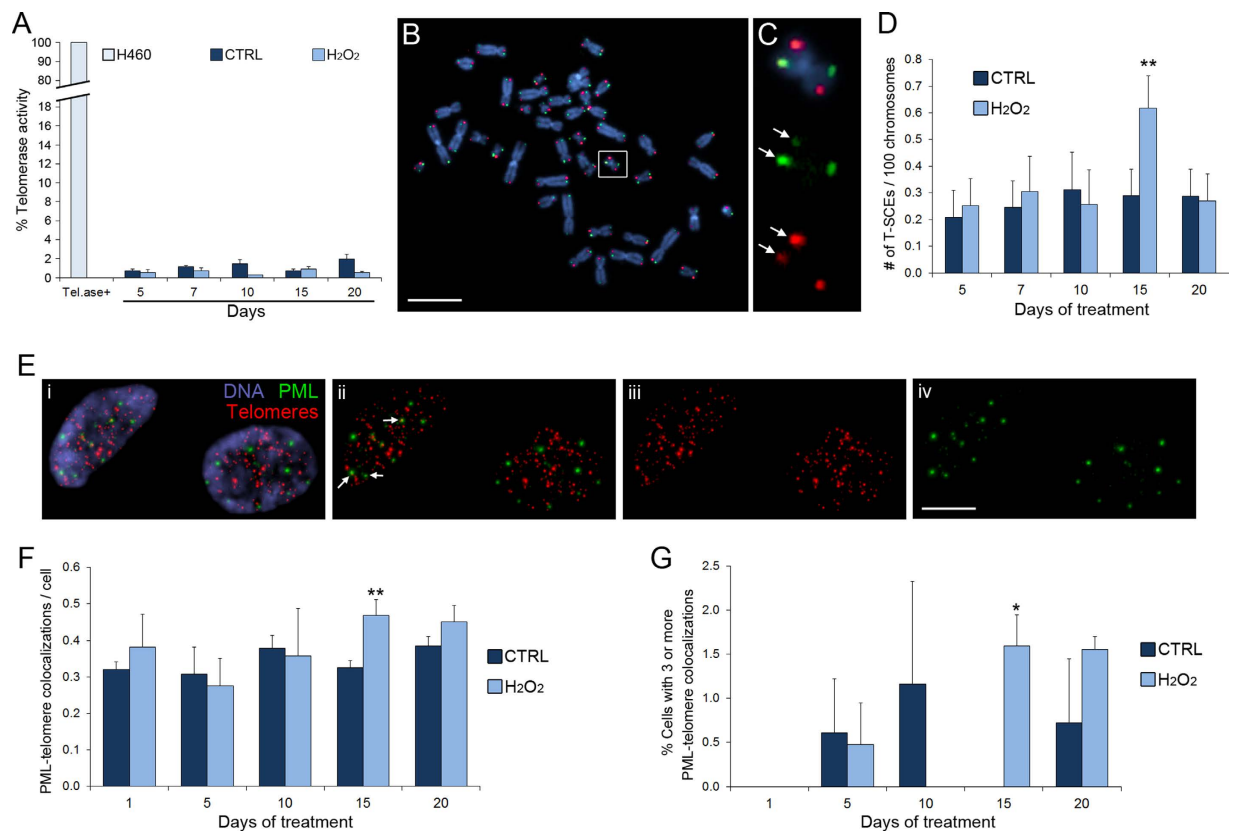 A
% Telomerase activity
100
90
80
18
16
14
12
10
8
6
4
2
0
H460
CTRL
H2O2
Tel.ase+
5
7
10
15
20
Days
B
C
D
# of T-SCEs / 100 chromosomes
0.8
0.7
0.6
0.5
0.4
0.3
0.2
0.1
0.0
CTRL
H2O2
**
5
7
10
15
20
Days of treatment
E
i
DNA PML
Telomeres
ii
iii
iv
F
PML-telomere colocalizations / cell
0.6
0.5
0.4
0.3
0.2
0.1
0.0
**
CTRL
H2O2
1
5
10
15
20
Days of treatment
G
% Cells with 3 or more
PML-telomere colocalizations
2.5
2.0
1.5
1.0
0.5
0.0
*
CTRL
H2O2
1
5
10
15
20
Days of treatment